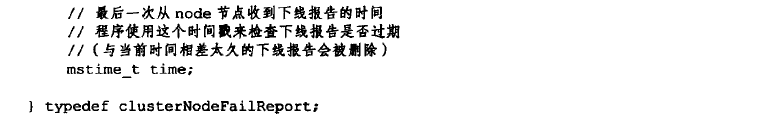 // 最后一次从 node 节点收到下线报告的时间
// 程序使用这个时间戳来检查下线报告是否过期
// （与当前时间相差太久的下线报告会被删除）
mstime_t time;
} typedef clusterNodeFailReport;